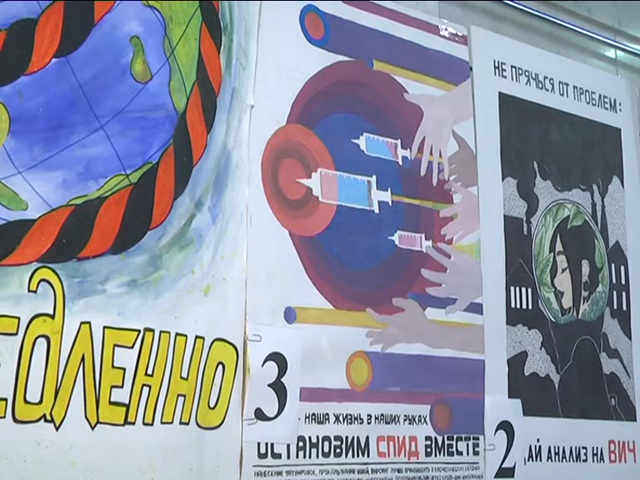 едленно
3
НАША ЖИЗНЬ В НАШИХ РУКАХ
ОСТАНОВИМ СПИД ВМЕСТЕ
НЕ ПРЯЧЬСЯ ОТ ПРОБЛЕМ:
2
АЙ АНАЛИЗ НА ВИЧ